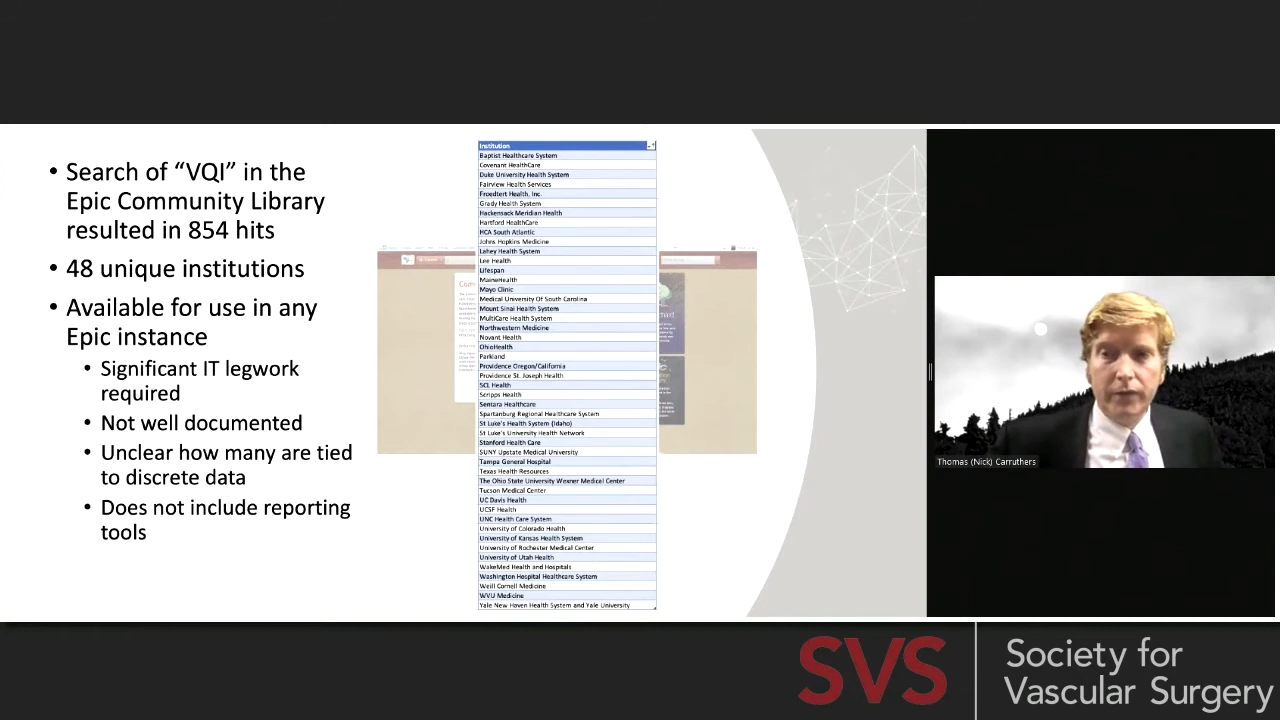 • Search of “VQI” in the
Epic Community Library
resulted in 854 hits
• 48 unique institutions
• Available for use in any
Epic instance
• Significant IT legwork
required
• Not well documented
• Unclear how many are tied
to discrete data
• Does not include reporting
tools
Institution
Baptist Healthcare System
Covenant HealthCare
Duke University Health System
Fairview Health Services
Froedtert Health, Inc.
Grady Health System
Hackensack Meridian Health
Hartford HealthCare
HCA South Atlantic
Johns Hopkins Medicine
Lahey Health System
Lee Health
Lifespan
MaineHealth
Mayo Clinic
Medical University Of South Carolina
Mount Sinai Health System
MultiCare Health System
Northwestern Medicine
Novant Health
OhioHealth
Parkland
Providence Oregon/California
Providence St. Joseph Health
SCL Health
Scripps Health
Sentara Healthcare
Spartanburg Regional Healthcare System
St Luke's Health System (Idaho)
St Luke's University Health Network
Stanford Health Care
SUNY Upstate Medical University
Tampa General Hospital
Texas Health Resources
The Ohio State University Wexner Medical Center
Tucson Medical Center
UC Davis Health
UCSF Health
UNC Health Care System
University of Colorado Health
University of Kansas Health System
University of Rochester Medical Center
University of Utah Health
WakeMed Health and Hospitals
Washington Hospital Healthcare System
Weill Cornell Medicine
WVU Medicine
Yale New Haven Health System and Yale University
Thomas (Nick) Carruthers
SVS
Society for
Vascular Surgery